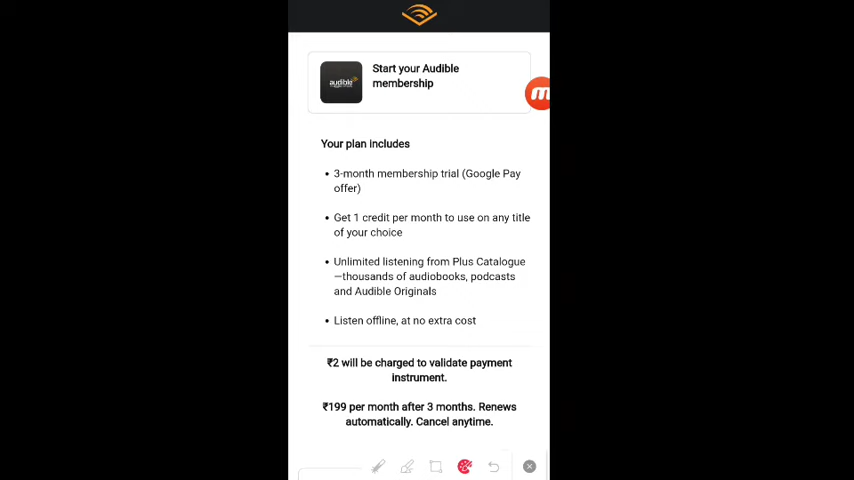 Start your Audible
membership
audible
Your plan includes
• 3-month membership trial (Google Pay
offer)
• Get 1 credit per month to use on any title
of your choice
• Unlimited listening from Plus Catalogue
—thousands of audiobooks, podcasts
and Audible Originals
• Listen offline, at no extra cost
₹2 will be charged to validate payment
instrument.
₹199 per month after 3 months. Renews
automatically. Cancel anytime.